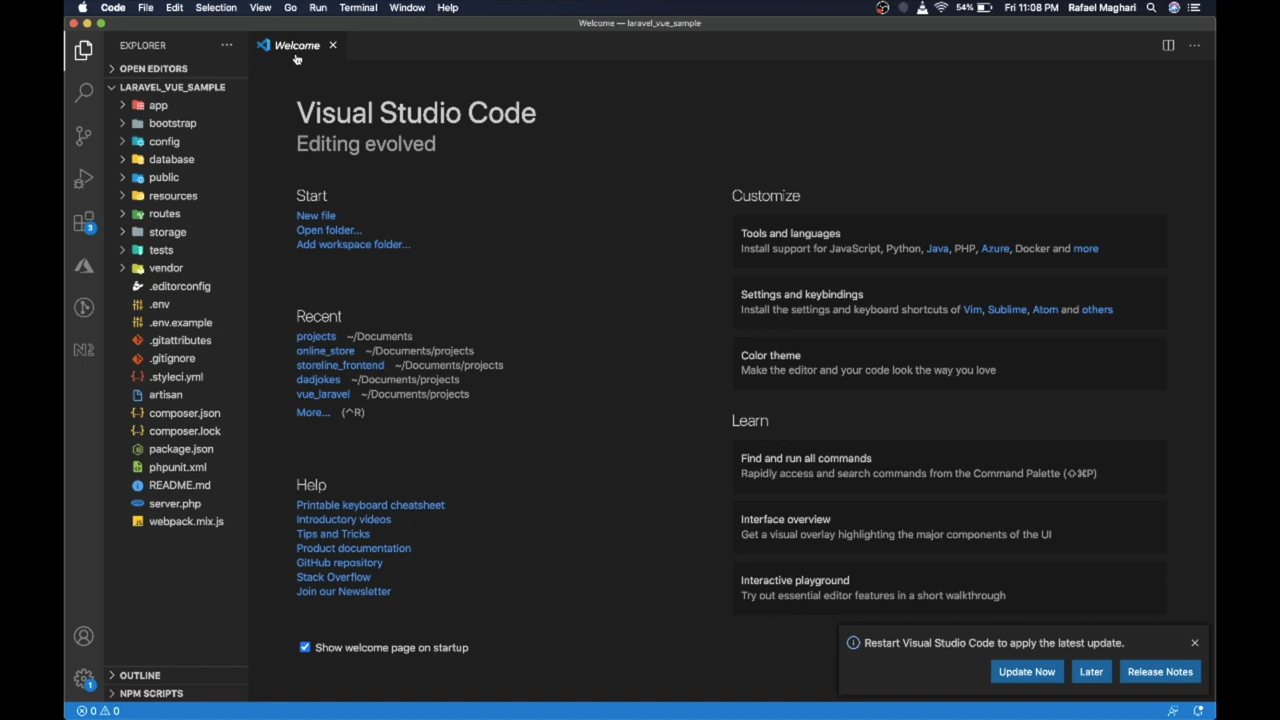 Code File Edit Selection View Go Run Terminal Window Help 54% Fri 11:08 PM Rafael Maghari
Welcome — laravel_vue_sample
EXPLORER
Welcome
OPEN EDITORS
LARAVEL_VUE_SAMPLE
app
bootstrap
config
database
public
resources
routes
storage
tests
vendor
.editorconfig
.env
.env.example
.gitattributes
.gitignore
.styleci.yml
artisan
composer.json
composer.lock
package.json
phpunit.xml
README.md
server.php
webpack.mix.js
OUTLINE
NPM SCRIPTS
3
1
0 0
Visual Studio Code
Editing evolved
Start
New file
Open folder...
Add workspace folder...
Recent
projects ~/Documents
online_store ~/Documents/projects
storeline_frontend ~/Documents/projects
dadjokes ~/Documents/projects
vue_laravel ~/Documents/projects
More... (^R)
Help
Printable keyboard cheatsheet
Introductory videos
Tips and Tricks
Product documentation
GitHub repository
Stack Overflow
Join our Newsletter
Show welcome page on startup
Customize
Tools and languages
Install support for JavaScript, Python, Java, PHP, Azure, Docker and more
Settings and keybindings
Install the settings and keyboard shortcuts of Vim, Sublime, Atom and others
Color theme
Make the editor and your code look the way you love
Learn
Find and run all commands
Rapidly access and search commands from the Command Palette (⇧⌘P)
Interface overview
Get a visual overlay highlighting the major components of the UI
Interactive playground
Try out essential editor features in a short walkthrough
Restart Visual Studio Code to apply the latest update.
Update Now Later Release Notes